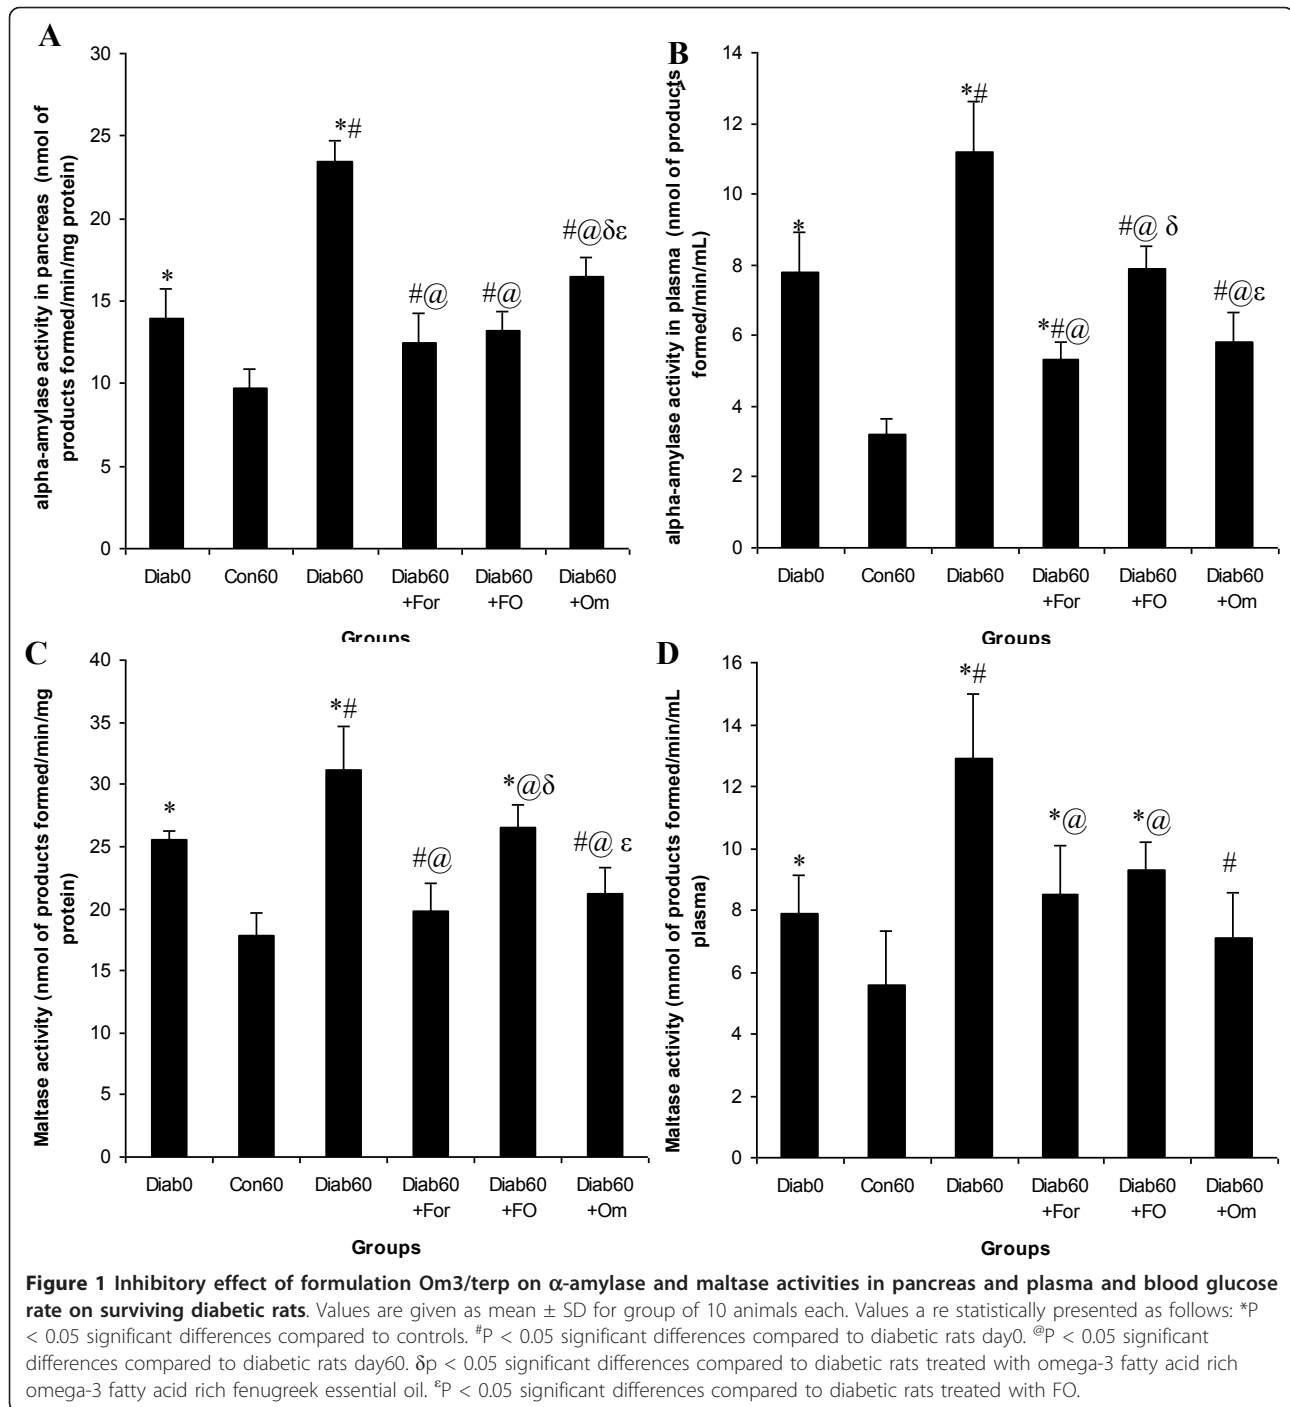 A
alpha-amylase activity in pancreas (nmol of
products formed/min/mg protein)
30
25
20
15
10
5
0
*
*#
#@
#@
#@δε
Diab0 Con60 Diab60 Diab60 Diab60 Diab60
+For +FO +Om
Groups
B
alpha-amylase activity in plasma (nmol of products
formed/min/mL)
A
14
12
10
8
6
4
2
0
*
*#
*#@
#@ δ
#@ε
Diab0 Con60 Diab60 Diab60 Diab60 Diab60
+For +FO +Om
Groups
C
Maltase activity (nmol of products formed/min/mg
protein)
40
35
30
25
20
15
10
5
0
*
*#
#@
*@δ
#@ ε
Diab0 Con60 Diab60 Diab60 Diab60 Diab60
+For +FO +Om
Groups
D
Maltase activity (mmol of products formed/min/mL
plasma)
16
14
12
10
8
6
4
2
0
*
*#
*@
*@
#
Diab0 Con60 Diab60 Diab60 Diab60 Diab60
+For +FO +Om
Groups
Figure 1 Inhibitory effect of formulation Om3/terp on α-amylase and maltase activities in pancreas and plasma and blood glucose
rate on surviving diabetic rats. Values are given as mean ± SD for group of 10 animals each. Values a re statistically presented as follows: *P
< 0.05 significant differences compared to controls. #P < 0.05 significant differences compared to diabetic rats day0. @P < 0.05 significant
differences compared to diabetic rats day60. δp < 0.05 significant differences compared to diabetic rats treated with omega-3 fatty acid rich
omega-3 fatty acid rich fenugreek essential oil. εP < 0.05 significant differences compared to diabetic rats treated with FO.